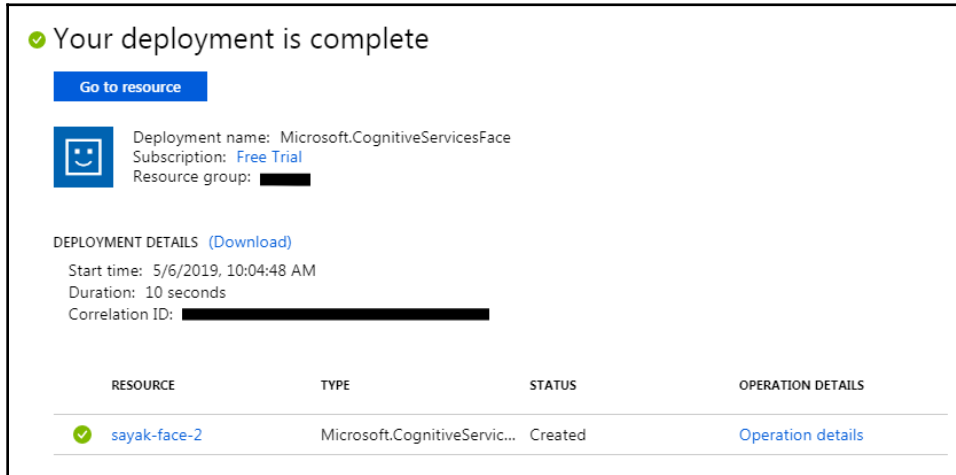 Your deployment is complete
Go to resource
Deployment name: Microsoft.CognitiveServicesFace
Subscription: Free Trial
Resource group:
DEPLOYMENT DETAILS (Download)
Start time: 5/6/2019, 10:04:48 AM
Duration: 10 seconds
Correlation ID:
RESOURCE TYPE STATUS OPERATION DETAILS
sayak-face-2 Microsoft.CognitiveServic... Created Operation details